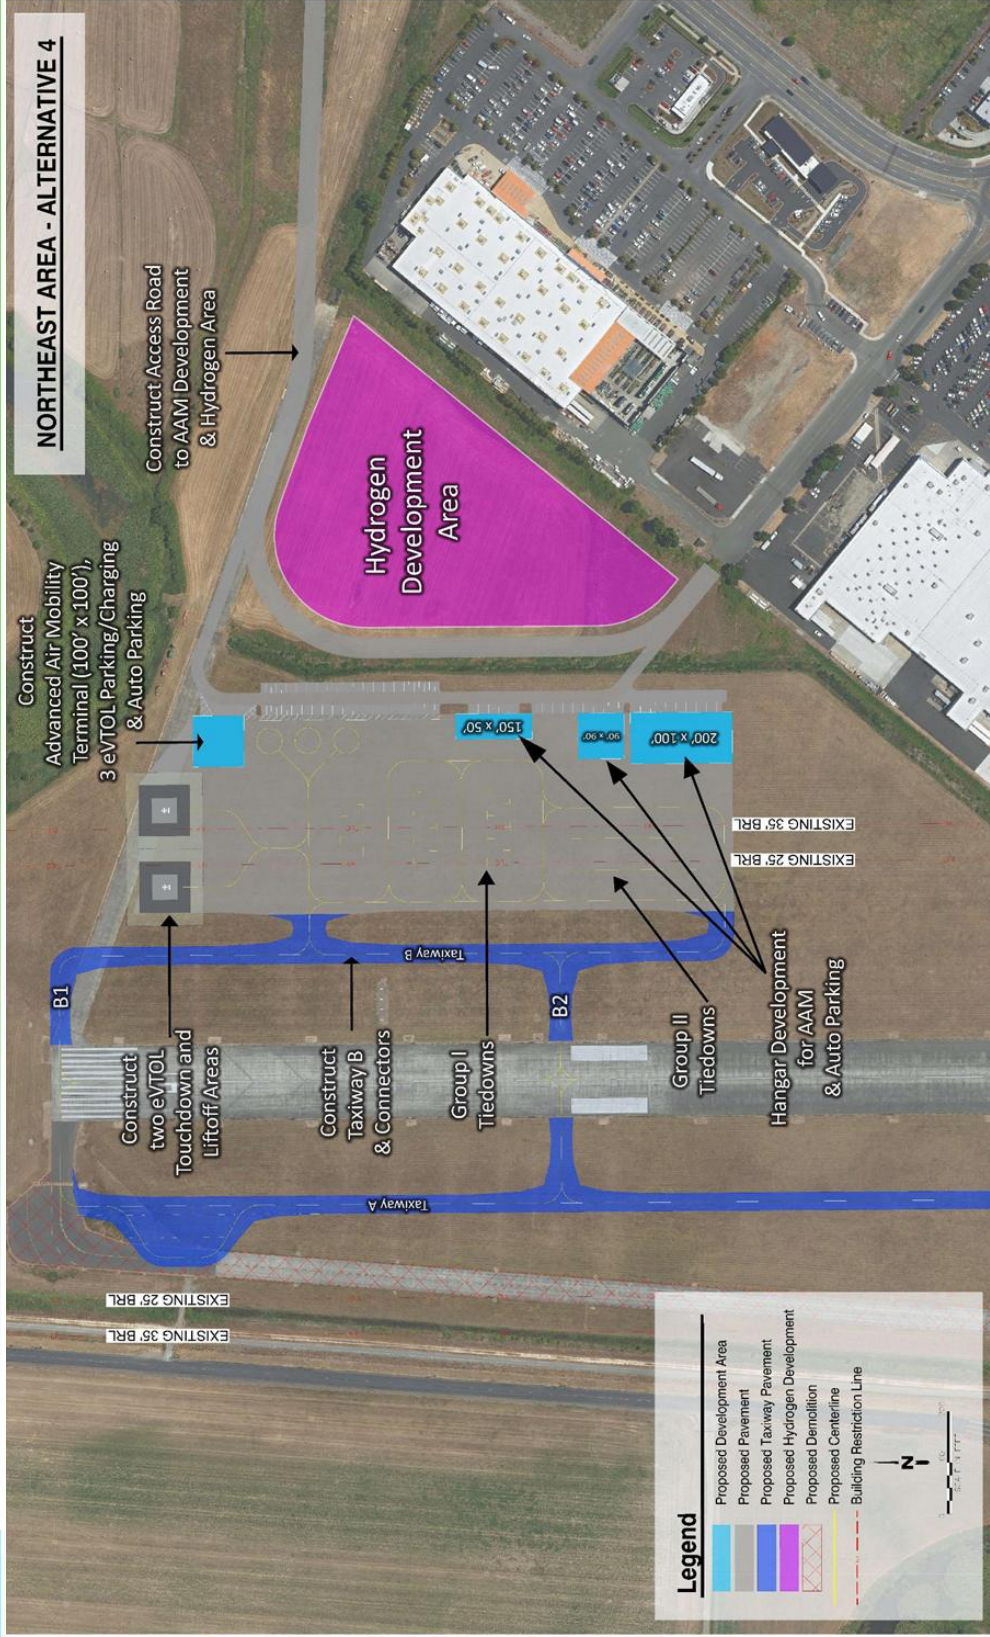 NORTHEAST AREA - ALTERNATIVE 4
Construct Access Road
to AAM Development
& Hydrogen Area
Construct
Advanced Air Mobility
Terminal (100' x 100'),
3 eVTOL Parking/Charging
& Auto Parking
Hydrogen
Development
Area
150' x 50'
90' x 90'
200' x 100'
EXISTING 35' BRL
EXISTING 25' BRL
B1
Taxiway B
B2
Construct
two eVTOL
Touchdown and
Liftoff Areas
Construct
Taxiway B
& Connectors
Group I
Tiedowns
Group II
Tiedowns
Hangar Development
for AAM
& Auto Parking
Taxiway A
EXISTING 25' BRL
EXISTING 35' BRL
Legend
Proposed Development Area
Proposed Pavement
Proposed Taxiway Pavement
Proposed Hydrogen Development
Proposed Demolition
Proposed Centerline
Building Restriction Line
N